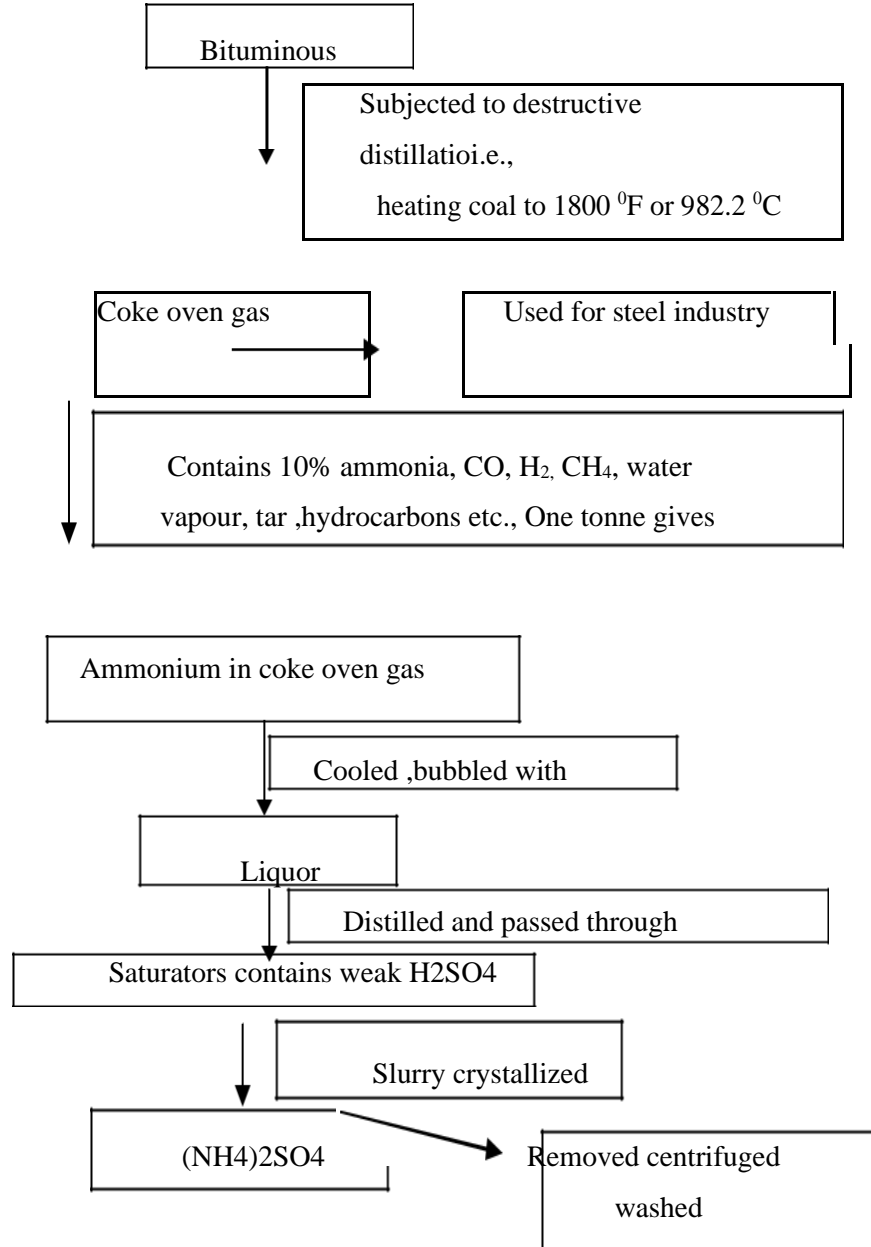 Bituminous
Subjected to destructive
distillatioi.e.,
heating coal to 1800 ⁰F or 982.2 ⁰C
Coke oven gas
Used for steel industry
Contains 10% ammonia, CO, H₂, CH₄, water
vapour, tar ,hydrocarbons etc., One tonne gives
Ammonium in coke oven gas
Cooled ,bubbled with
Liquor
Distilled and passed through
Saturators contains weak H2SO4
Slurry crystallized
(NH4)2SO4
Removed centrifuged
washed